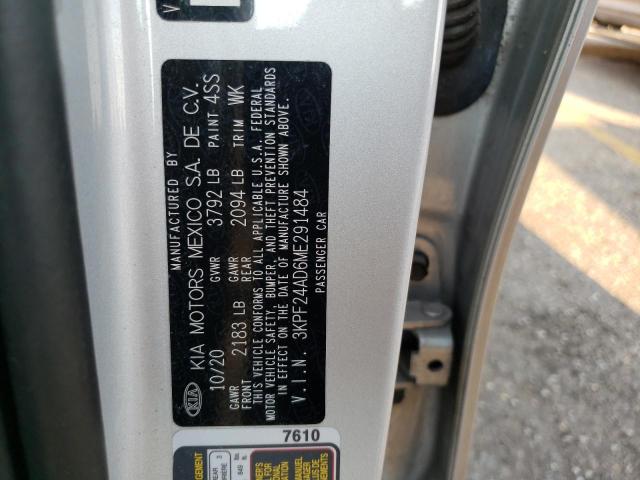 V
MANUFACTURED BY
KIA KIA MOTORS MEXICO S.A. DE C.V.
10/20 GVWR 3792 LB PAINT 4SS
GAWR FRONT 2183 LB GAWR REAR 2094 LB TRIM WK
THIS VEHICLE CONFORMS TO ALL APPLICABLE U.S.A. FEDERAL
MOTOR VEHICLE SAFETY, BUMPER, AND THEFT PREVENTION STANDARDS
IN EFFECT ON THE DATE OF MANUFACTURE SHOWN ABOVE.
V.I.N. 3KPF24AD6ME291484
PASSENGER CAR
7610